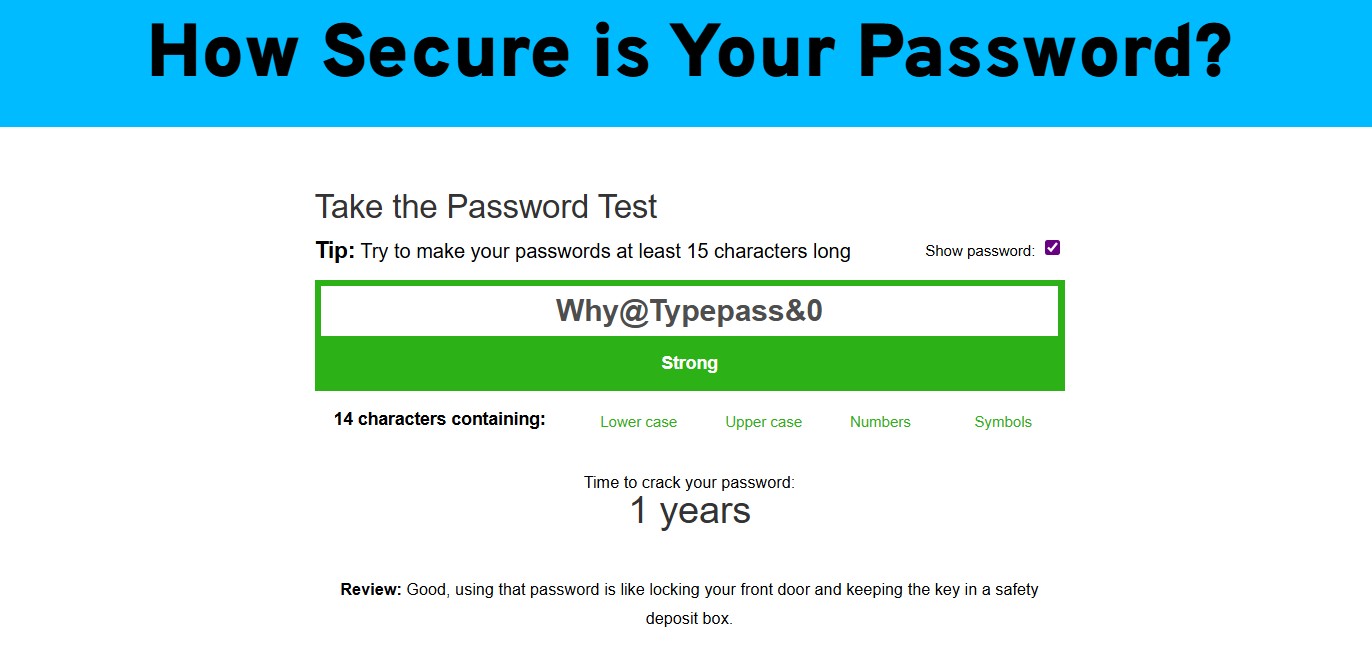 How Secure is Your Password?
Take the Password Test
Tip: Try to make your passwords at least 15 characters long
Show password:
Why@Typepass&0
Strong
14 characters containing: Lower case Upper case Numbers Symbols
Time to crack your password:
1 years
Review: Good, using that password is like locking your front door and keeping the key in a safety
deposit box.